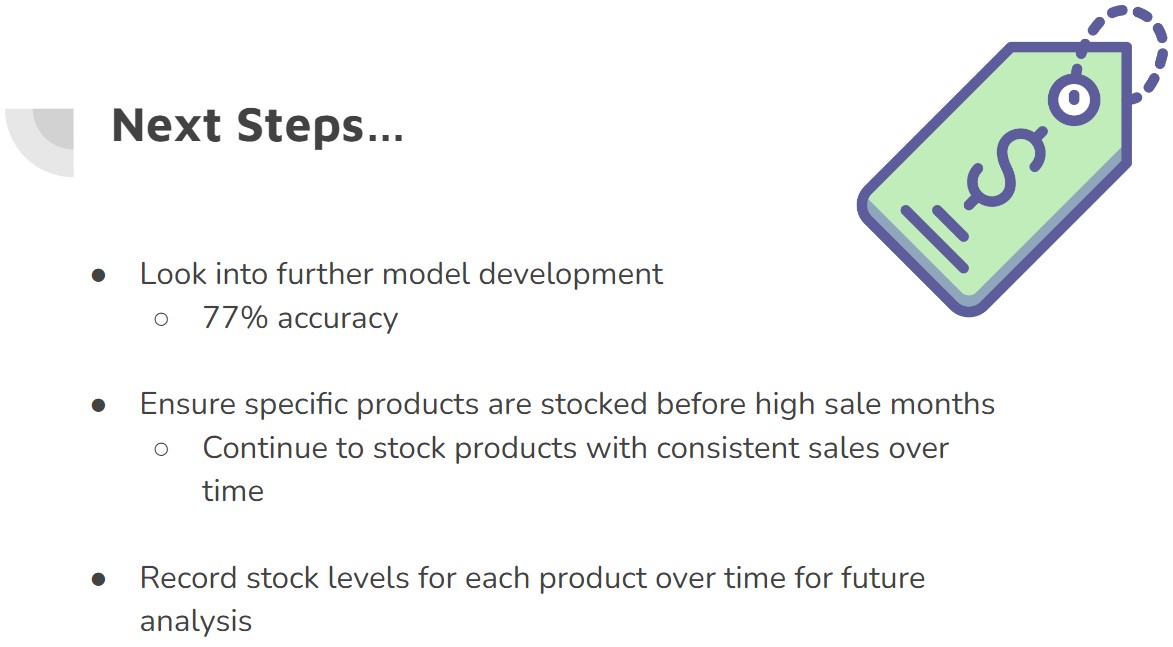 Next Steps...
● Look into further model development
○ 77% accuracy
● Ensure specific products are stocked before high sale months
○ Continue to stock products with consistent sales over
time
● Record stock levels for each product over time for future
analysis
$